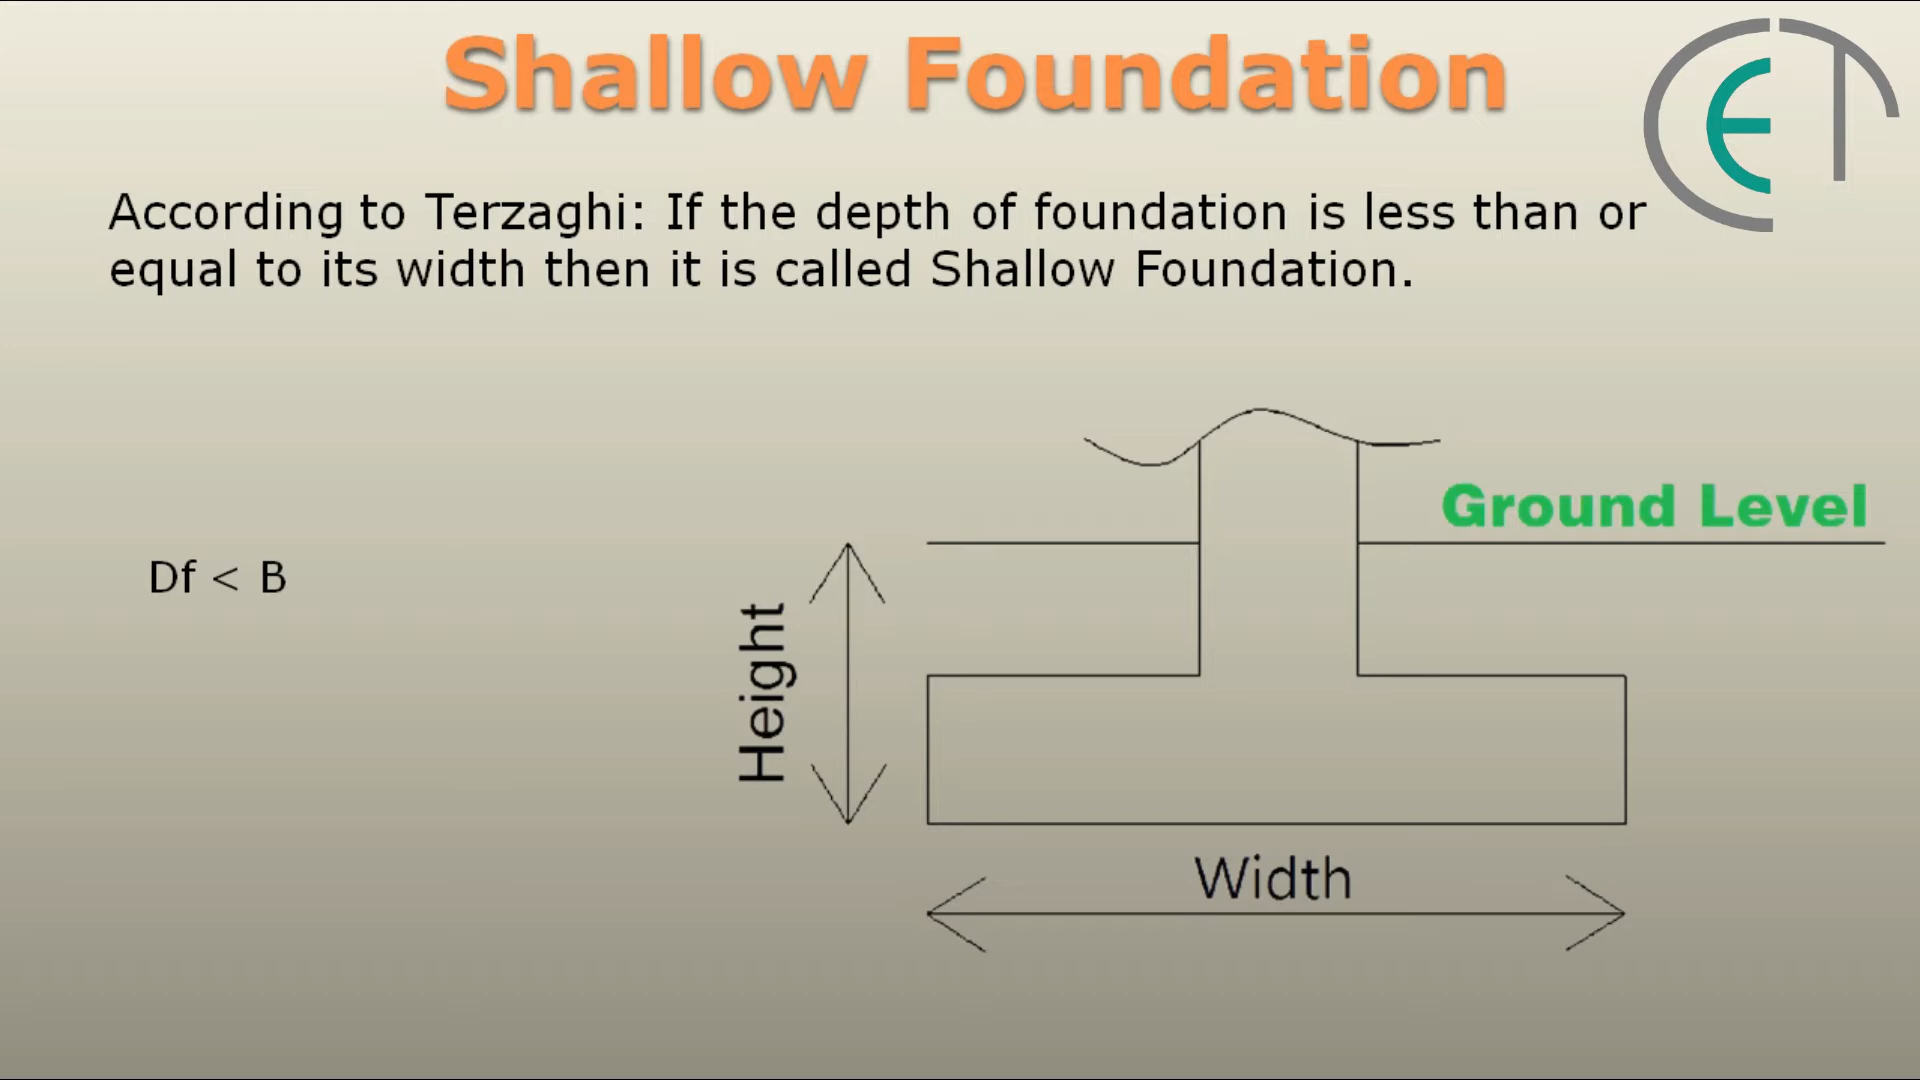 Shallow Foundation
CET
According to Terzaghi: If the depth of foundation is less than or
equal to its width then it is called Shallow Foundation.
Ground Level
Df < B
Height
Width